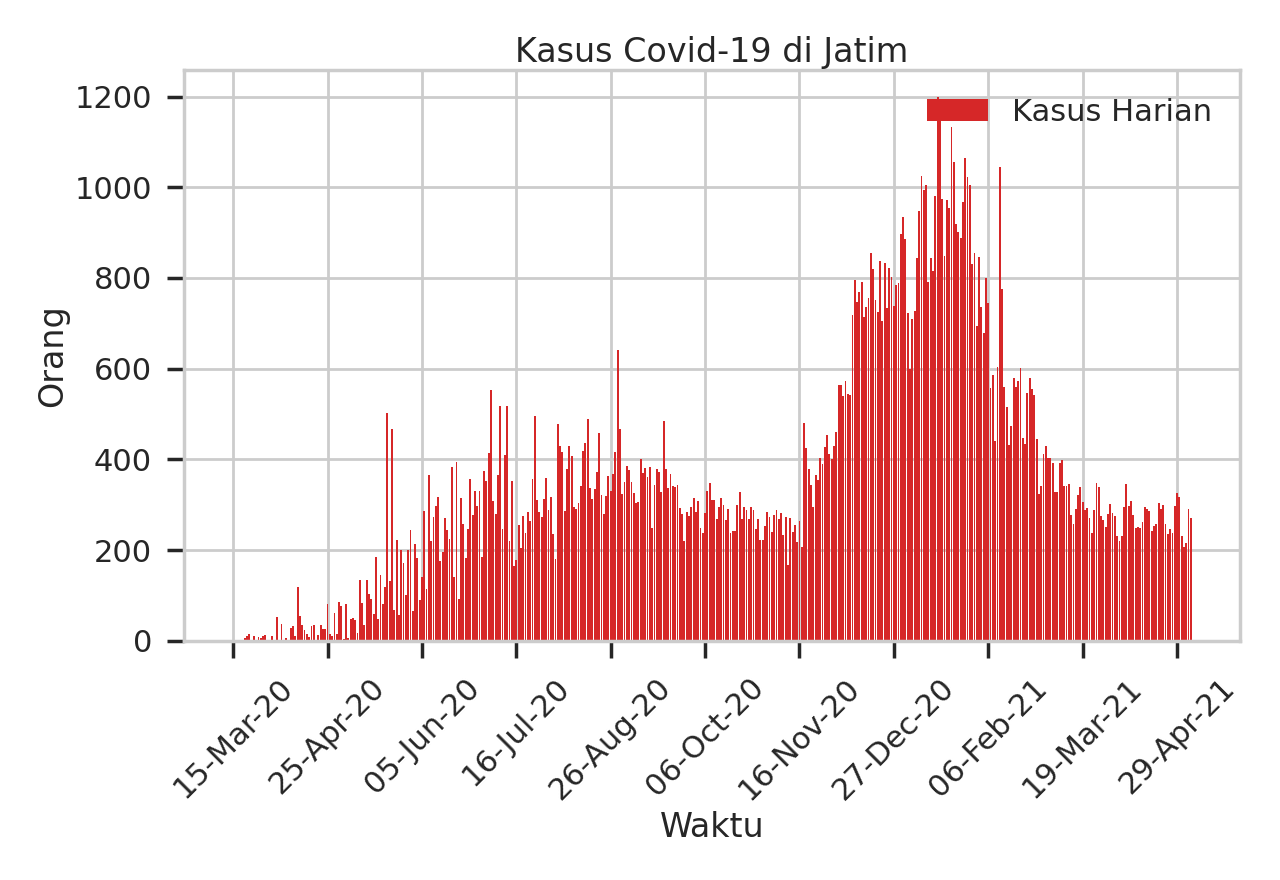 Kasus Covid-19 di Jatim
Kasus Harian
1200
1000
800
600
400
200
0
Orang
15-Mar-20
25-Apr-20
05-Jun-20
16-Jul-20
26-Aug-20
06-Oct-20
16-Nov-20
27-Dec-20
06-Feb-21
19-Mar-21
29-Apr-21
Waktu